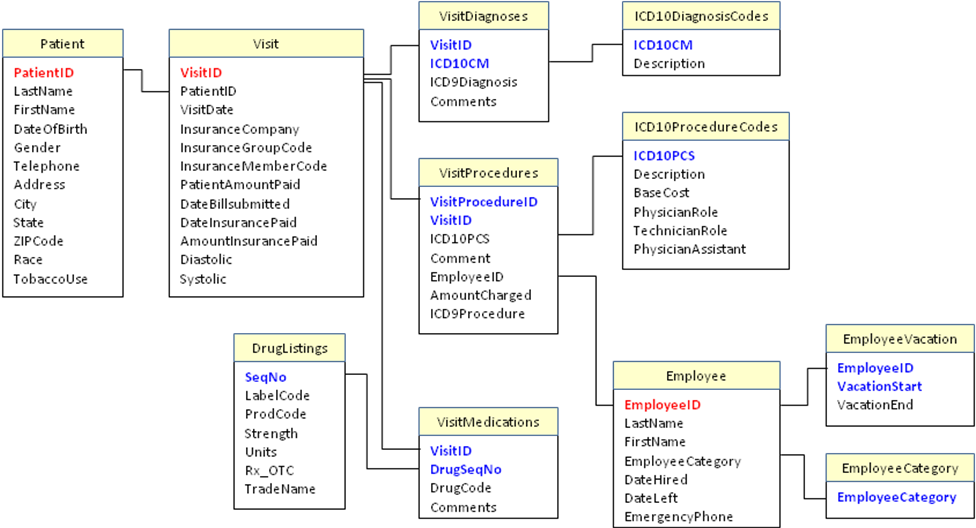 Patient
PatientID
LastName
FirstName
DateOfBirth
Gender
Telephone
Address
City
State
ZIPCode
Race
TobaccoUse
Visit
VisitID
PatientID
VisitDate
InsuranceCompany
InsuranceGroupCode
InsuranceMemberCode
PatientAmountPaid
DateBillsubmitted
DateInsurancePaid
AmountInsurancePaid
Diastolic
Systolic
VisitDiagnoses
VisitID
ICD10CM
ICD9Diagnosis
Comments
ICD10DiagnosisCodes
ICD10CM
Description
VisitProcedures
VisitProcedureID
VisitID
ICD10PCS
Comment
EmployeeID
AmountCharged
ICD9Procedure
ICD10ProcedureCodes
ICD10PCS
Description
BaseCost
PhysicianRole
TechnicianRole
PhysicianAssistant
DrugListings
SeqNo
LabelCode
ProdCode
Strength
Units
Rx_OTC
TradeName
VisitMedications
VisitID
DrugSeqNo
DrugCode
Comments
Employee
EmployeeID
LastName
FirstName
EmployeeCategory
DateHired
DateLeft
EmergencyPhone
EmployeeVacation
EmployeeID
VacationStart
VacationEnd
EmployeeCategory
EmployeeCategory